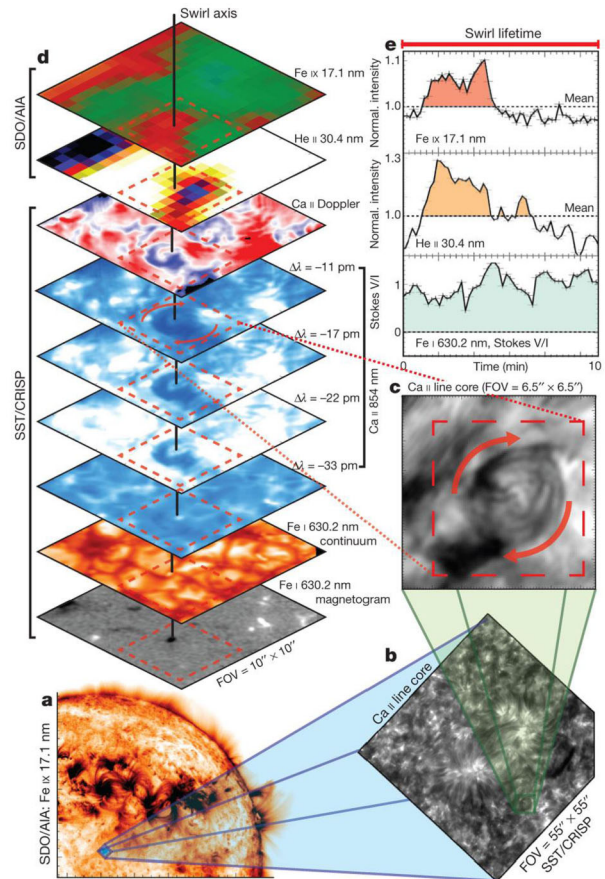 Swirl axis
d
SDO/AIA
Fe IX 17.1 nm
He II 30.4 nm
SST/CRISP
Ca II Doppler
Δλ = –11 pm
Δλ = –17 pm
Δλ = –22 pm
Δλ = –33 pm
Ca II 854 nm
Fe I 630.2 nm
continuum
Fe I 630.2 nm
magnetogram
FOV = 10″ × 10″
e
Swirl lifetime
Normal. intensity
1.1
1.0
Mean
Fe IX 17.1 nm
Normal. intensity
1.3
1.0
Mean
He II 30.4 nm
Stokes V/I
1
0
Fe I 630.2 nm, Stokes V/I
0
Time (min)
10
c
Ca II line core (FOV = 6.5″ × 6.5″)
a
SDO/AIA: Fe IX 17.1 nm
b
Ca II line core
FOV = 55″ × 55″
SST/CRISP